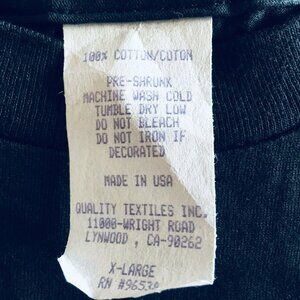 100% COTTON/COTON
PRE-SHRUNK
MACHINE WASH COLD
TUMBLE DRY LOW
DO NOT BLEACH
DO NOT IRON IF
DECORATED
MADE IN USA
QUALITY TEXTILES INC.
11000-WRIGHT ROAD
LYNWOOD, CA-90262
X-LARGE
RN